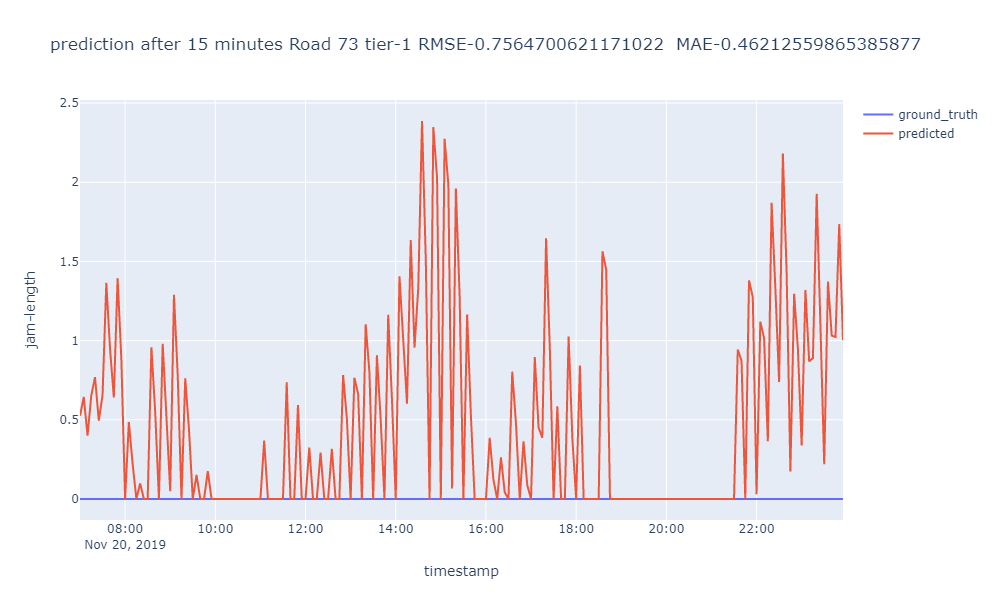 prediction after 15 minutes Road 73 tier-1 RMSE-0.7564700621171022  MAE-0.46212559865385877
ground_truth
predicted
jam-length
2.5
2
1.5
1
0.5
0
08:00 10:00 12:00 14:00 16:00 18:00 20:00 22:00
Nov 20, 2019
timestamp